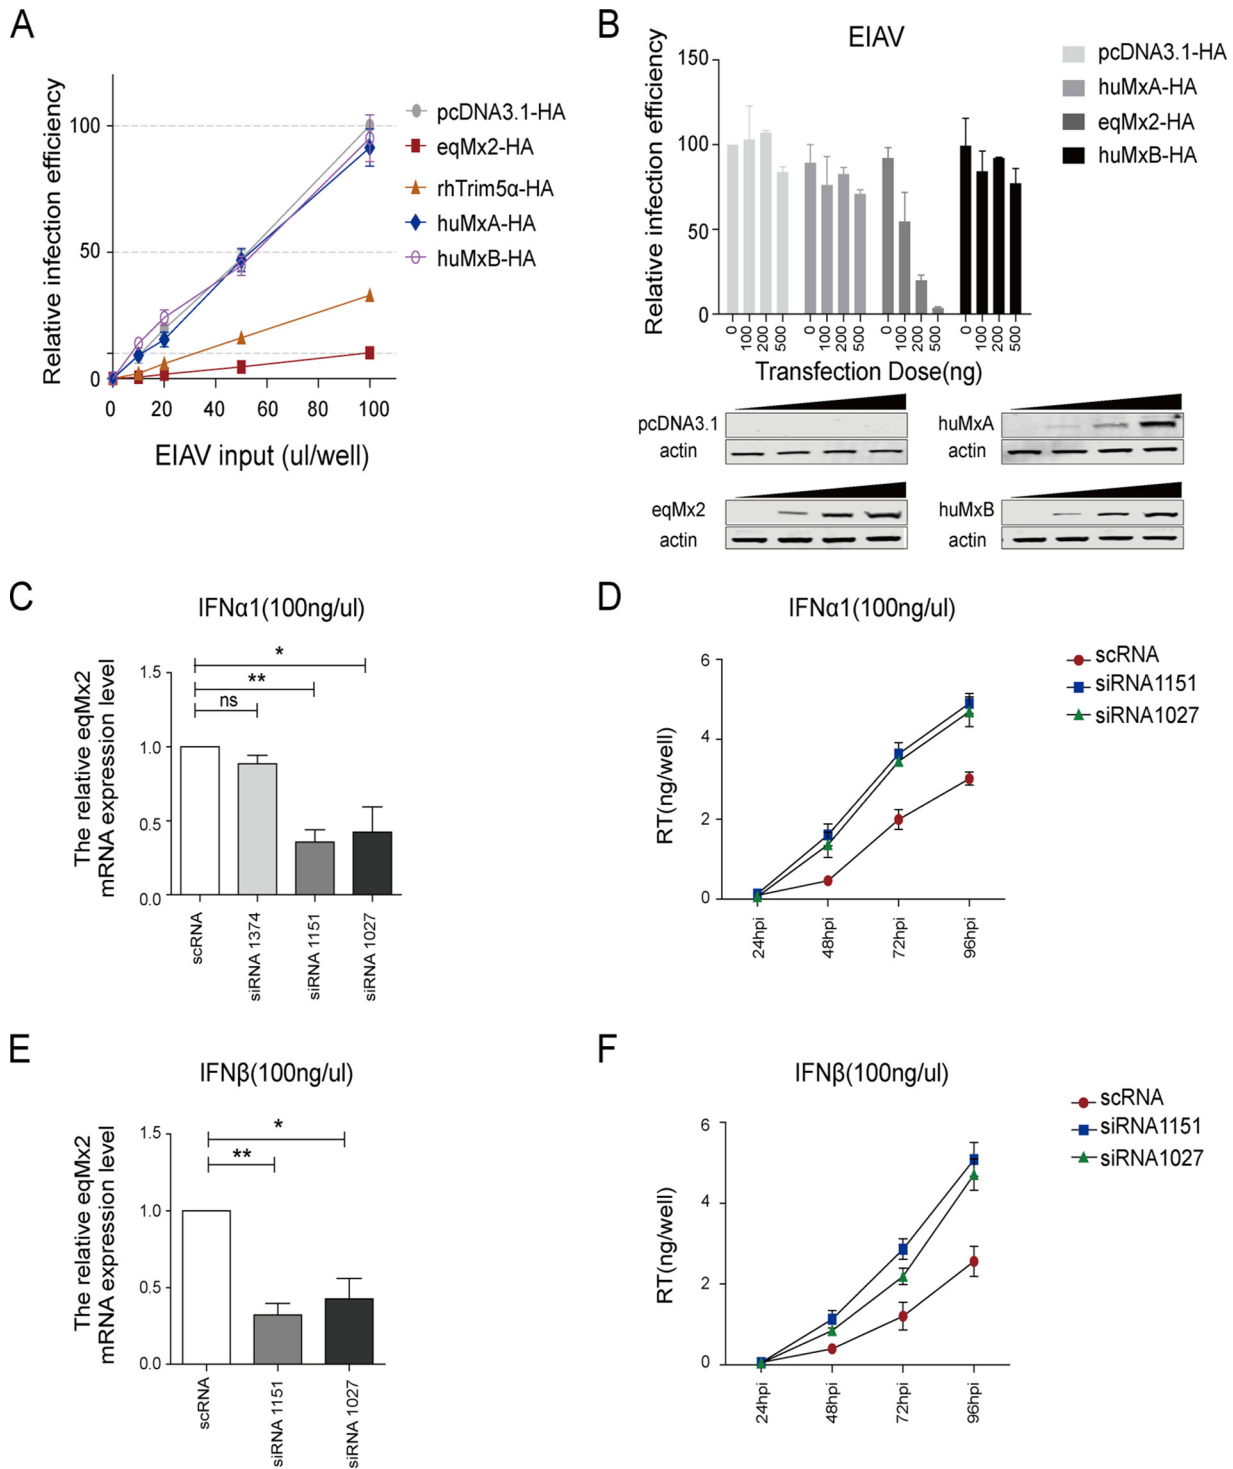 A
Relative infection efficiency
100
50
0
0
20
40
60
80
100
EIAV input (ul/well)
pcDNA3.1-HA
eqMx2-HA
rhTrim5α-HA
huMxA-HA
huMxB-HA
B
EIAV
Relative infection efficiency
150
100
50
0
0
100
200
500
0
100
200
500
0
100
200
500
0
100
200
500
Transfection Dose(ng)
pcDNA3.1-HA
huMxA-HA
eqMx2-HA
huMxB-HA
pcDNA3.1
actin
huMxA
actin
eqMx2
actin
huMxB
actin
C
IFNα1(100ng/ul)
The relative eqMx2
mRNA expression level
1.5
1.0
0.5
0.0
*
**
ns
scRNA
siRNA 1374
siRNA 1151
siRNA 1027
D
IFNα1(100ng/ul)
RT(ng/well)
6
4
2
0
24hpi
48hpi
72hpi
96hpi
scRNA
siRNA1151
siRNA1027
E
IFNβ(100ng/ul)
The relative eqMx2
mRNA expression level
1.5
1.0
0.5
0.0
*
**
scRNA
siRNA 1151
siRNA 1027
F
IFNβ(100ng/ul)
RT(ng/well)
6
4
2
0
24hpi
48hpi
72hpi
96hpi
scRNA
siRNA1151
siRNA1027